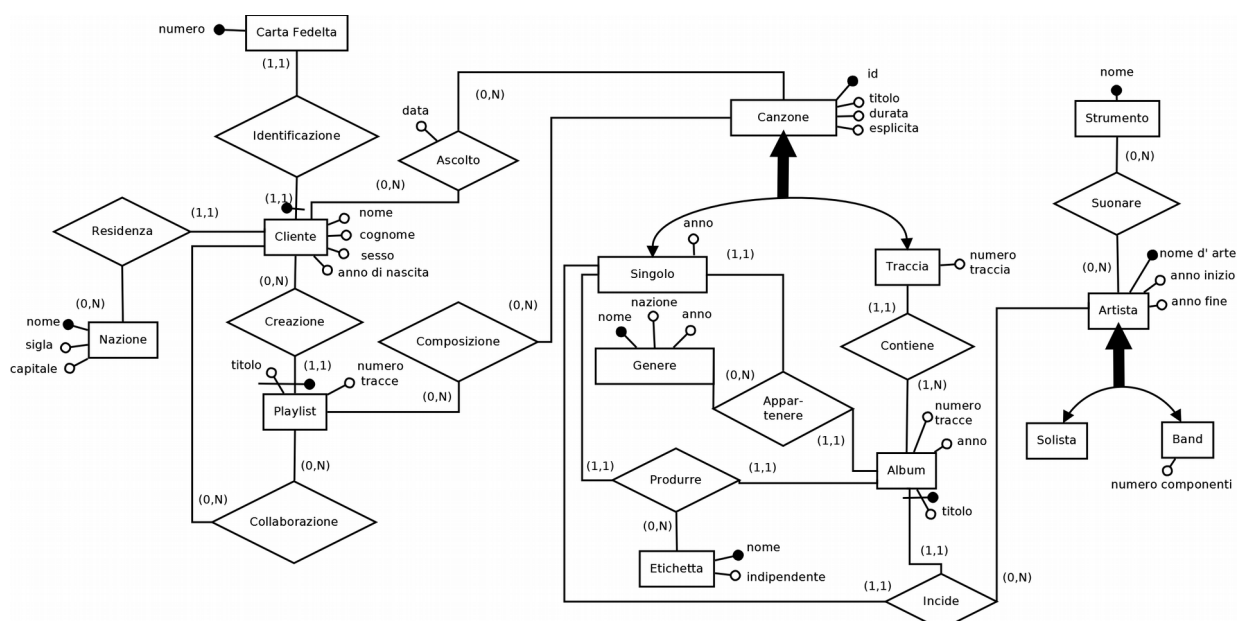 numero
Carta Fedelta
(1,1)
Identificazione
(1,1)
data
(0,N)
Ascolto
(0,N)
Residenza
(1,1)
Cliente
nome
cognome
sesso
anno di nascita
(0,N)
nome
sigla
capitale
Nazione
(0,N)
Creazione
(1,1)
titolo
numero
tracce
Playlist
(0,N)
Composizione
(0,N)
(0,N)
(0,N)
Collaborazione
id
titolo
durata
esplicita
Canzone
anno
Singolo
(1,1)
Traccia
numero
traccia
nome
nazione
anno
Genere
(0,N)
Appar-
tenere
(1,1)
(1,1)
Contiene
(1,N)
numero
tracce
anno
Album
titolo
(1,1)
Produrre
(1,1)
(0,N)
Etichetta
nome
indipendente
(1,1)
(1,1)
Incide
(0,N)
nome
Strumento
(0,N)
Suonare
(0,N)
nome d' arte
anno inizio
anno fine
Artista
Solista
Band
numero componenti